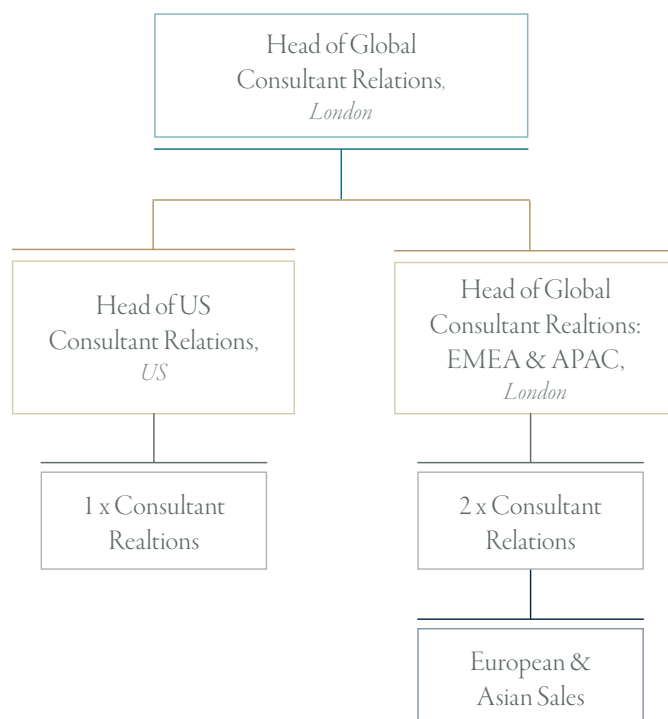 Head of Global
Consultant Relations,
London
Head of US
Consultant Relations,
US
Head of Global
Consultant Realtions:
EMEA & APAC,
London
1 x Consultant
Realtions
2 x Consultant
Relations
European &
Asian Sales